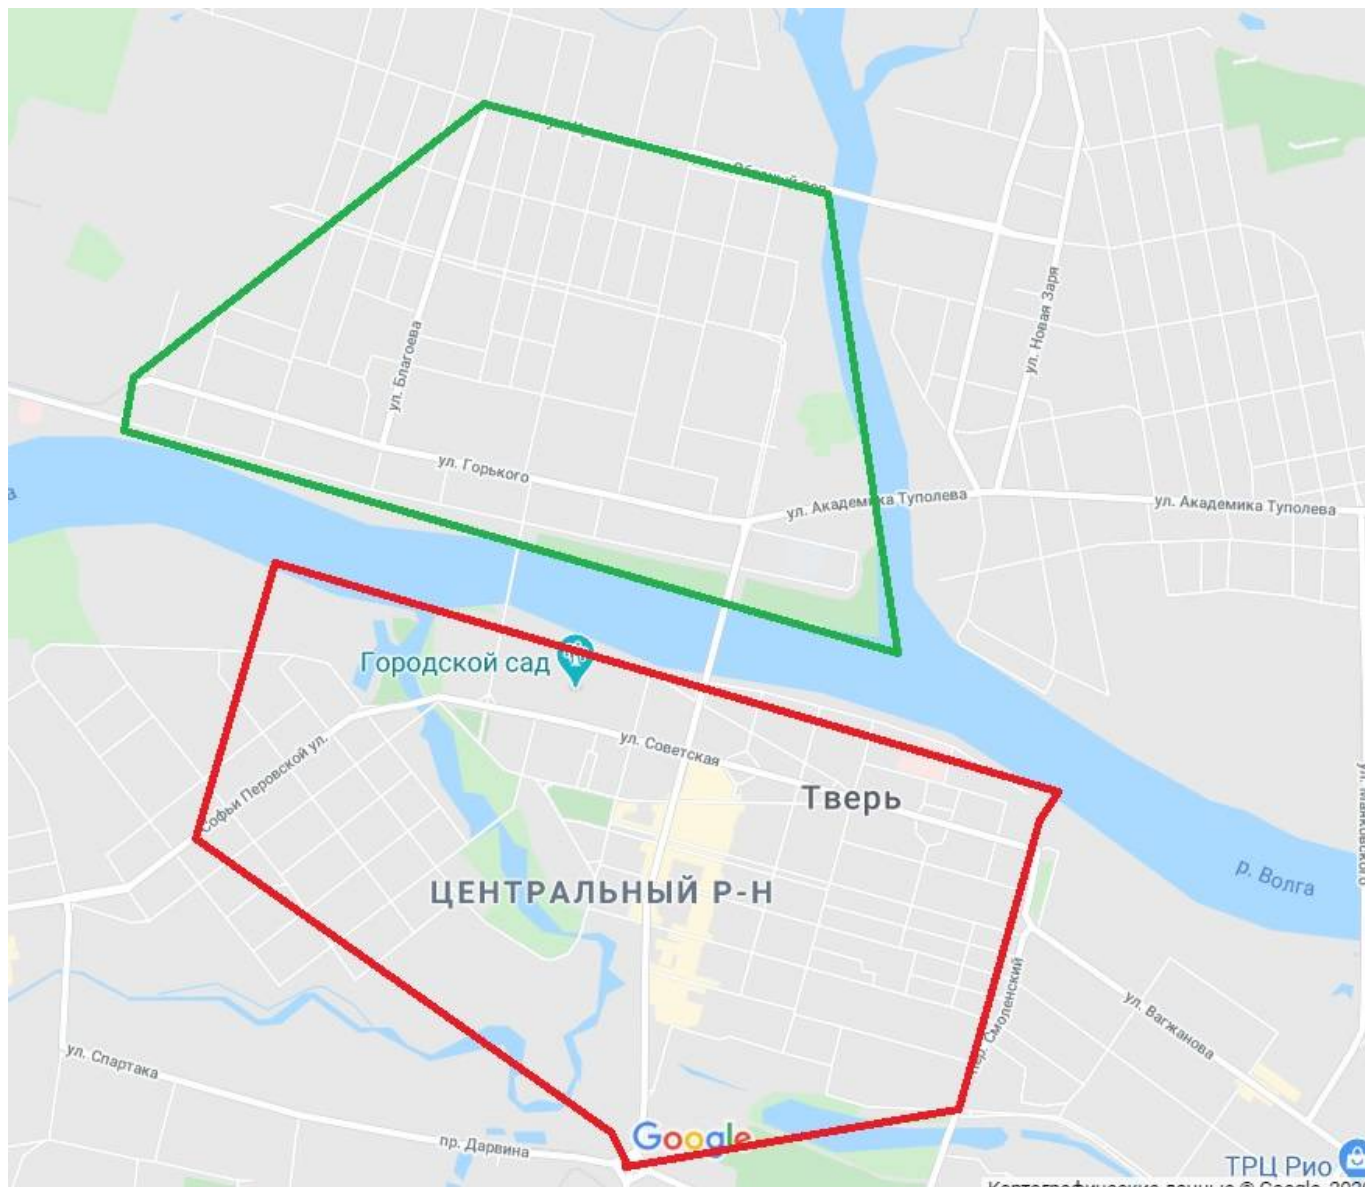 ул. Новая Заря
ул. Благоева
ул. Горького
ул. Академика Туполева
ул. Академика Туполева
Городской сад
Софьи Перовской ул.
ул. Советская
Тверь
р. Волга
ЦЕНТРАЛЬНЫЙ Р-Н
пер. Смоленский
ул. Вагжанова
ул. Спартака
пр. Дарвина
Google
ТРЦ Рио